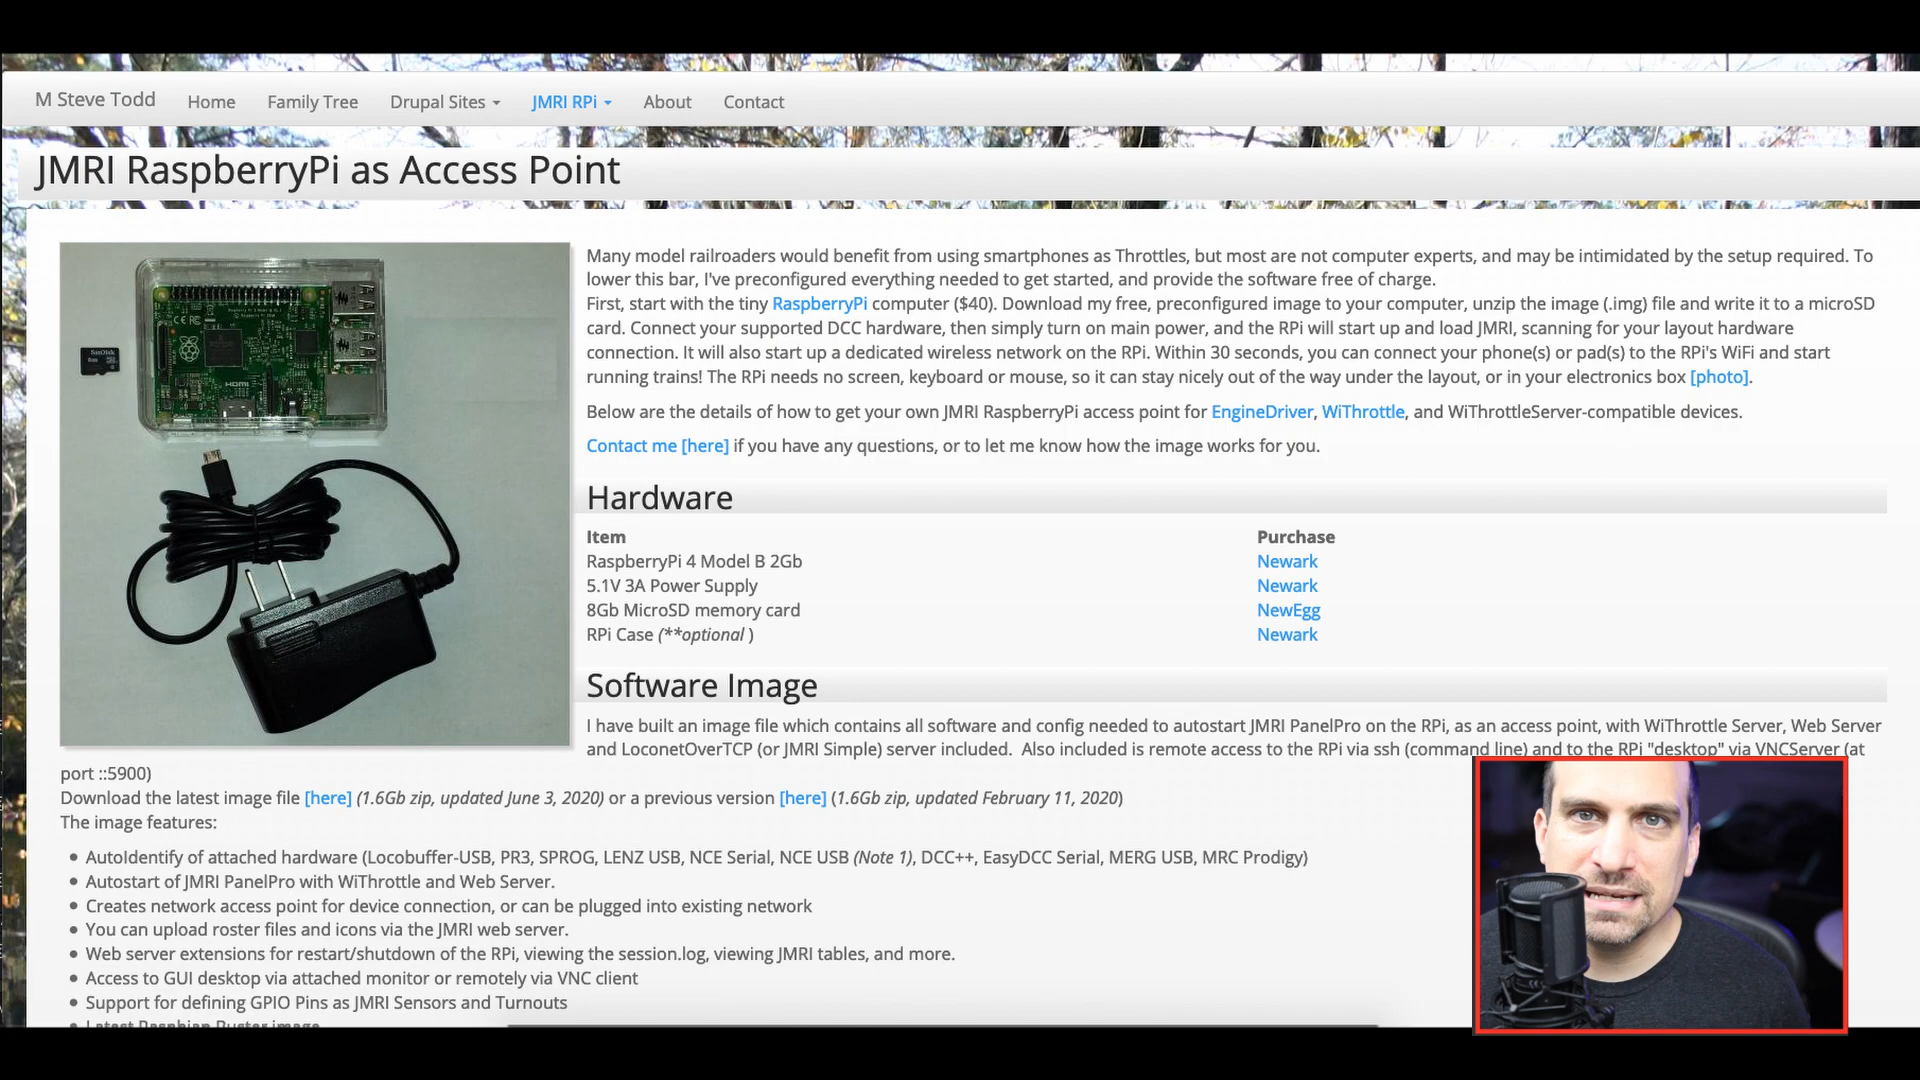 M Steve Todd Home Family Tree Drupal Sites JMRI RPi About Contact
JMRI RaspberryPi as Access Point
Many model railroaders would benefit from using smartphones as Throttles, but most are not computer experts, and may be intimidated by the setup required. To
lower this bar, I've preconfigured everything needed to get started, and provide the software free of charge.
First, start with the tiny RaspberryPi computer ($40). Download my free, preconfigured image to your computer, unzip the image (.img) file and write it to a microSD
card. Connect your supported DCC hardware, then simply turn on main power, and the RPi will start up and load JMRI, scanning for your layout hardware
connection. It will also start up a dedicated wireless network on the RPi. Within 30 seconds, you can connect your phone(s) or pad(s) to the RPi's WiFi and start
running trains! The RPi needs no screen, keyboard or mouse, so it can stay nicely out of the way under the layout, or in your electronics box [photo].
Below are the details of how to get your own JMRI RaspberryPi access point for EngineDriver, WiThrottle, and WiThrottleServer-compatible devices.
Contact me [here] if you have any questions, or to let me know how the image works for you.
Hardware
Item Purchase
RaspberryPi 4 Model B 2Gb Newark
5.1V 3A Power Supply Newark
8Gb MicroSD memory card NewEgg
RPi Case (**optional ) Newark
Software Image
I have built an image file which contains all software and config needed to autostart JMRI PanelPro on the RPi, as an access point, with WiThrottle Server, Web Server
and LoconetOverTCP (or JMRI Simple) server included. Also included is remote access to the RPi via ssh (command line) and to the RPi "desktop" via VNCServer (at
port ::5900)
Download the latest image file [here] (1.6Gb zip, updated June 3, 2020) or a previous version [here] (1.6Gb zip, updated February 11, 2020)
The image features:
AutoIdentify of attached hardware (Locobuffer-USB, PR3, SPROG, LENZ USB, NCE Serial, NCE USB (Note 1), DCC++, EasyDCC Serial, MERG USB, MRC Prodigy)
Autostart of JMRI PanelPro with WiThrottle and Web Server.
Creates network access point for device connection, or can be plugged into existing network
You can upload roster files and icons via the JMRI web server.
Web server extensions for restart/shutdown of the RPi, viewing the session.log, viewing JMRI tables, and more.
Access to GUI desktop via attached monitor or remotely via VNC client
Support for defining GPIO Pins as JMRI Sensors and Turnouts
Latest Raspbian Buster image
SanDisk
HDMI